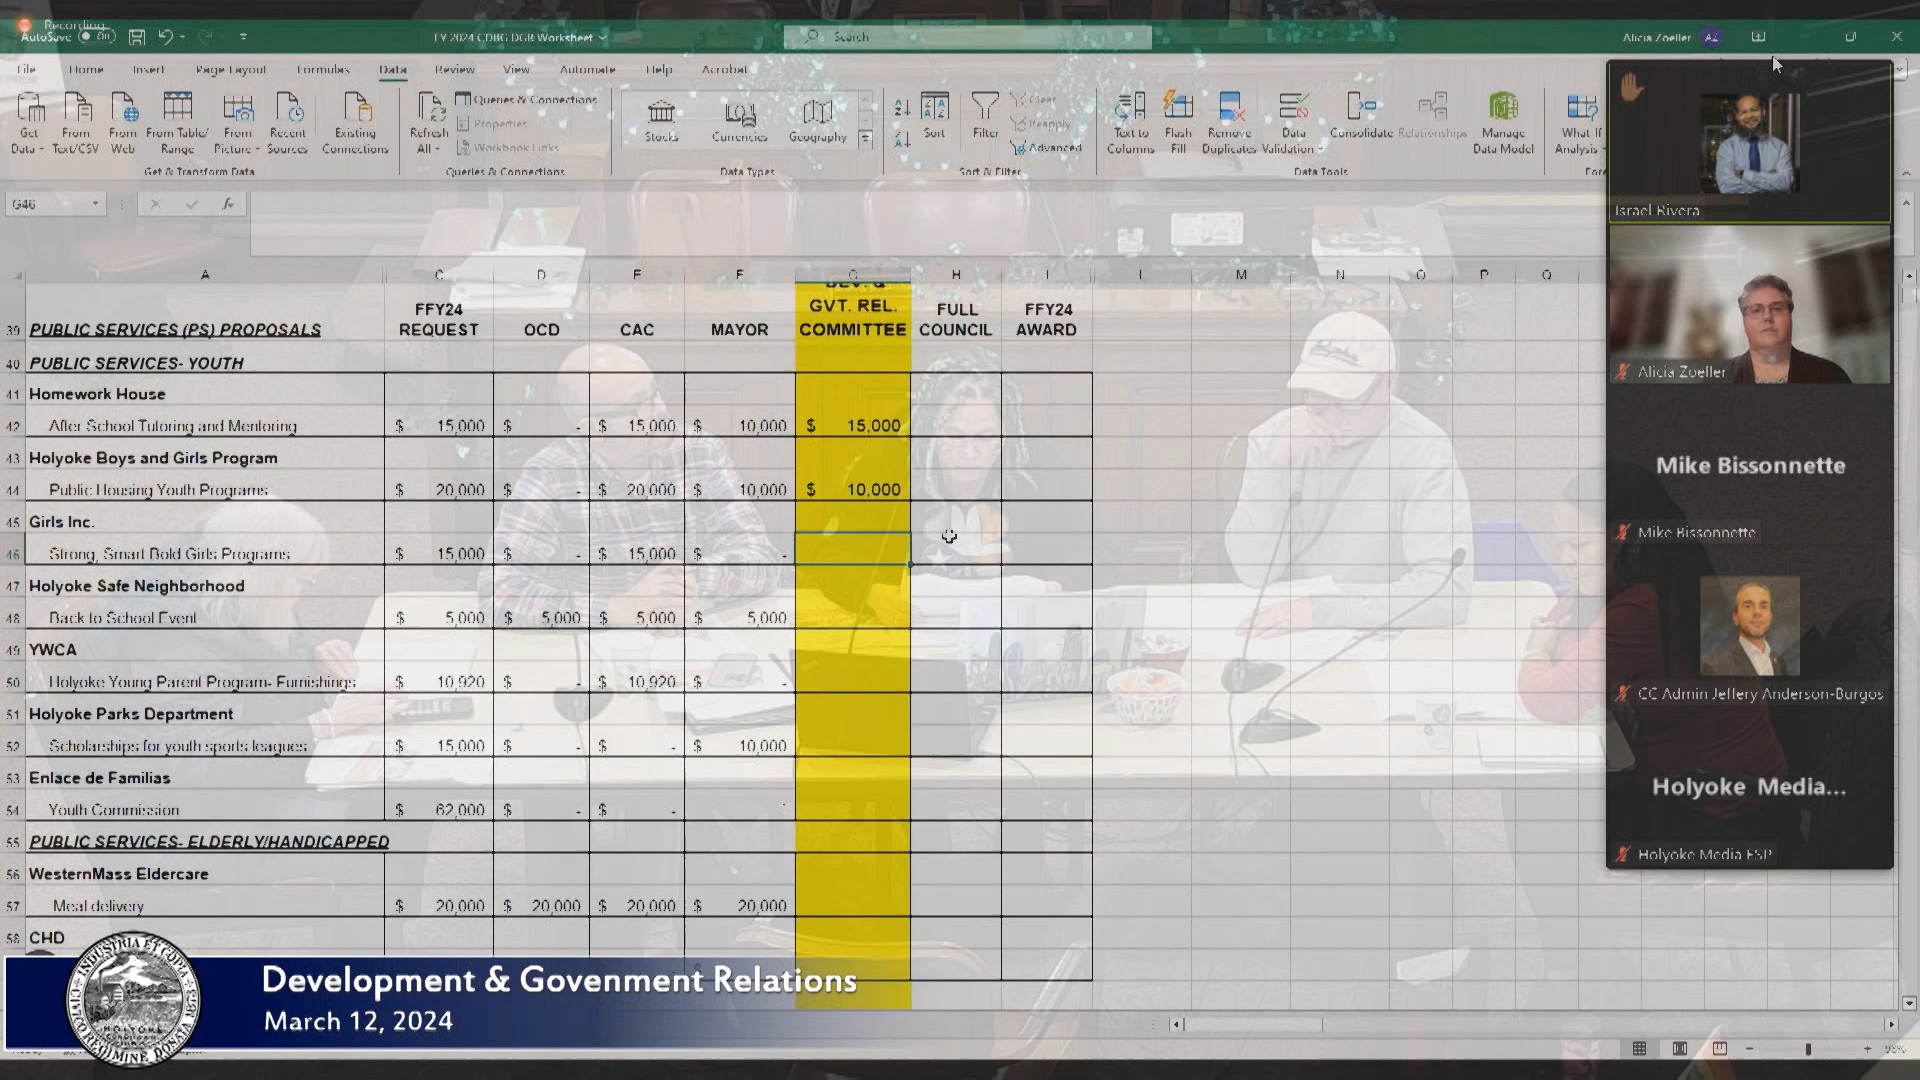 Recording
AutoSave Off FY 2024 CDBG DGR Worksheet Search Alicia Zoeller AZ
File Home Insert Page Layout Formulas Data Review View Automate Help Acrobat
Get Data From Text/CSV From Web From Table/ Range From Picture Recent Sources Existing Connections
Refresh All Queries & Connections Properties Workbook Links
Stocks Currencies Geography
Sort Filter Clear Reapply Advanced
Text to Columns Flash Fill Remove Duplicates Data Validation Consolidate Relationships Manage Data Model What-If Analysis
Get & Transform Data Queries & Connections Data Types Sort & Filter Data Tools Fore
G46 fx
A C D E F G H I
M N O P Q
GVT. REL.
39 PUBLIC SERVICES (PS) PROPOSALS FFY24 REQUEST OCD CAC MAYOR COMMITTEE FULL COUNCIL FFY24 AWARD
40 PUBLIC SERVICES- YOUTH
41 Homework House
42 After School Tutoring and Mentoring $ 15,000 $ - $ 15,000 $ 10,000 $ 15,000
43 Holyoke Boys and Girls Program
44 Public Housing Youth Programs $ 20,000 $ - $ 20,000 $ 10,000 $ 10,000
45 Girls Inc.
46 Strong, Smart Bold Girls Programs $ 15,000 $ - $ 15,000 $ -
47 Holyoke Safe Neighborhood
48 Back to School Event $ 5,000 $ 5,000 $ 5,000 $ 5,000
49 YWCA
50 Holyoke Young Parent Program- Furnishings $ 10,920 $ - $ 10,920 $ -
51 Holyoke Parks Department
52 Scholarships for youth sports leagues $ 15,000 $ - $ - $ 10,000
53 Enlace de Familias
54 Youth Commission $ 62,000 $ - $ -
55 PUBLIC SERVICES- ELDERLY/HANDICAPPED
56 WesternMass Eldercare
57 Meal delivery $ 20,000 $ 20,000 $ 20,000 $ 20,000
58 CHD
Israel Rivera
Alicia Zoeller
Mike Bissonnette
Mike Bissonnette
CC Admin Jeffery Anderson-Burgos
Holyoke Media...
Holyoke Media ESP
Development & Govenment Relations
March 12, 2024